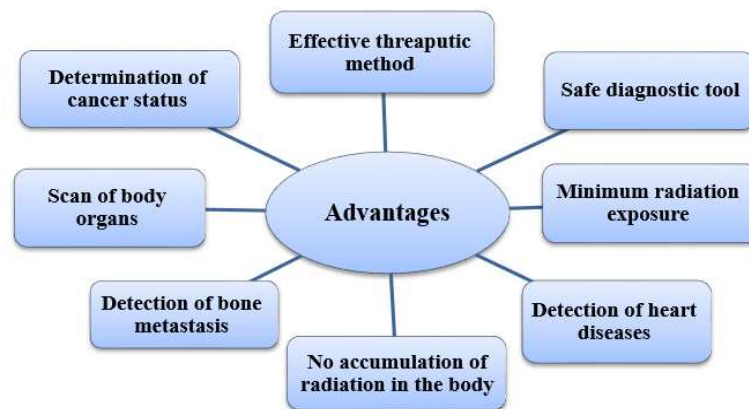 Effective threaputic
method
Determination of
cancer status
Safe diagnostic tool
Scan of body
organs
Advantages
Minimum radiation
exposure
Detection of bone
metastasis
Detection of heart
diseases
No accumulation of
radiation in the body